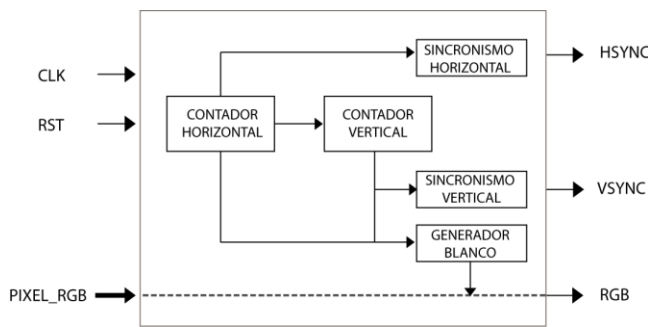 SINCRONISMO
HORIZONTAL
HSYNC
CLK
CONTADOR
HORIZONTAL
CONTADOR
VERTICAL
RST
SINCRONISMO
VERTICAL
VSYNC
GENERADOR
BLANCO
PIXEL_RGB
RGB